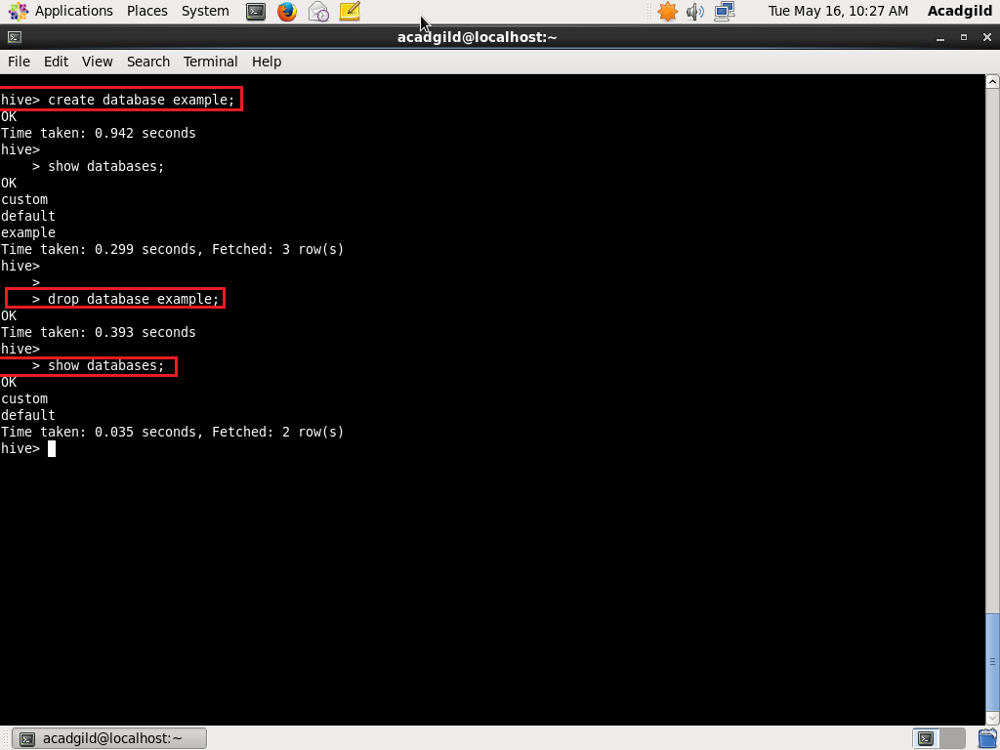 Applications Places System Tue May 16, 10:27 AM Acadgild
acadgild@localhost:~
File Edit View Search Terminal Help
hive> create database example;
OK
Time taken: 0.942 seconds
hive>
    > show databases;
OK
custom
default
example
Time taken: 0.299 seconds, Fetched: 3 row(s)
hive>
    >
    > drop database example;
OK
Time taken: 0.393 seconds
hive>
    > show databases;
OK
custom
default
Time taken: 0.035 seconds, Fetched: 2 row(s)
hive>
acadgild@localhost:~